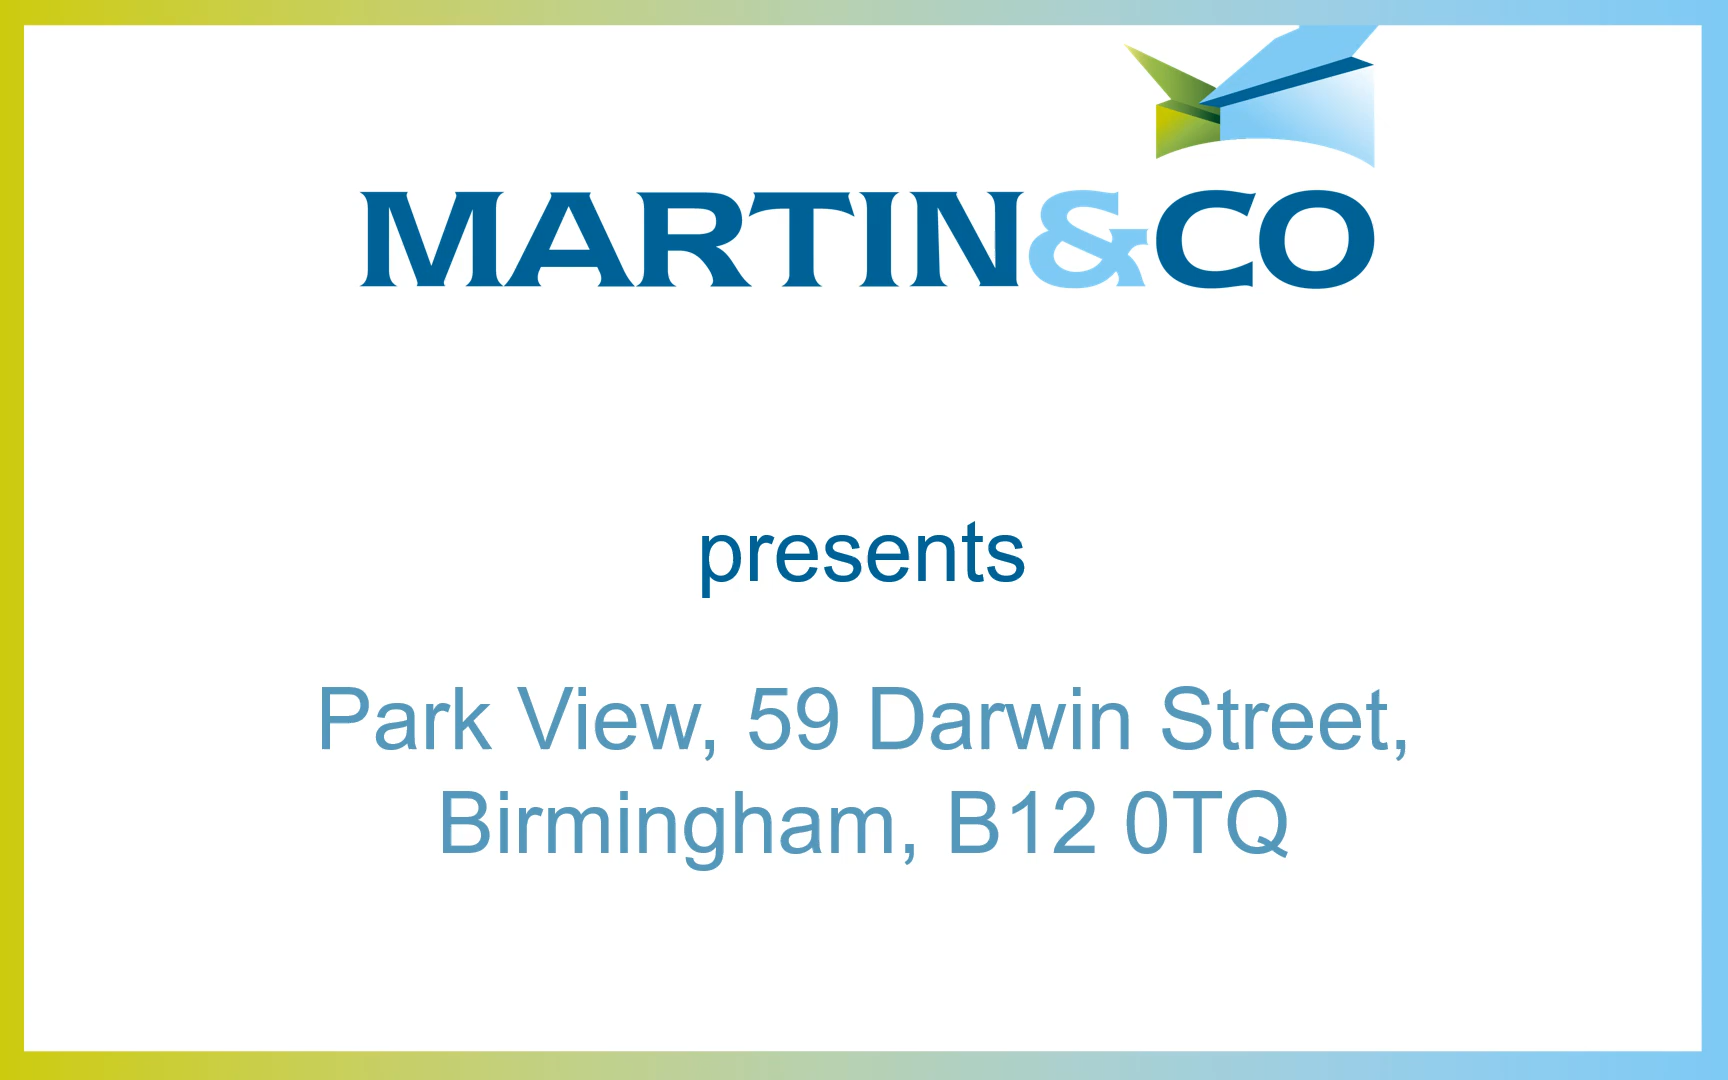 MARTIN&CO
presents
Park View, 59 Darwin Street,
Birmingham, B12 0TQ